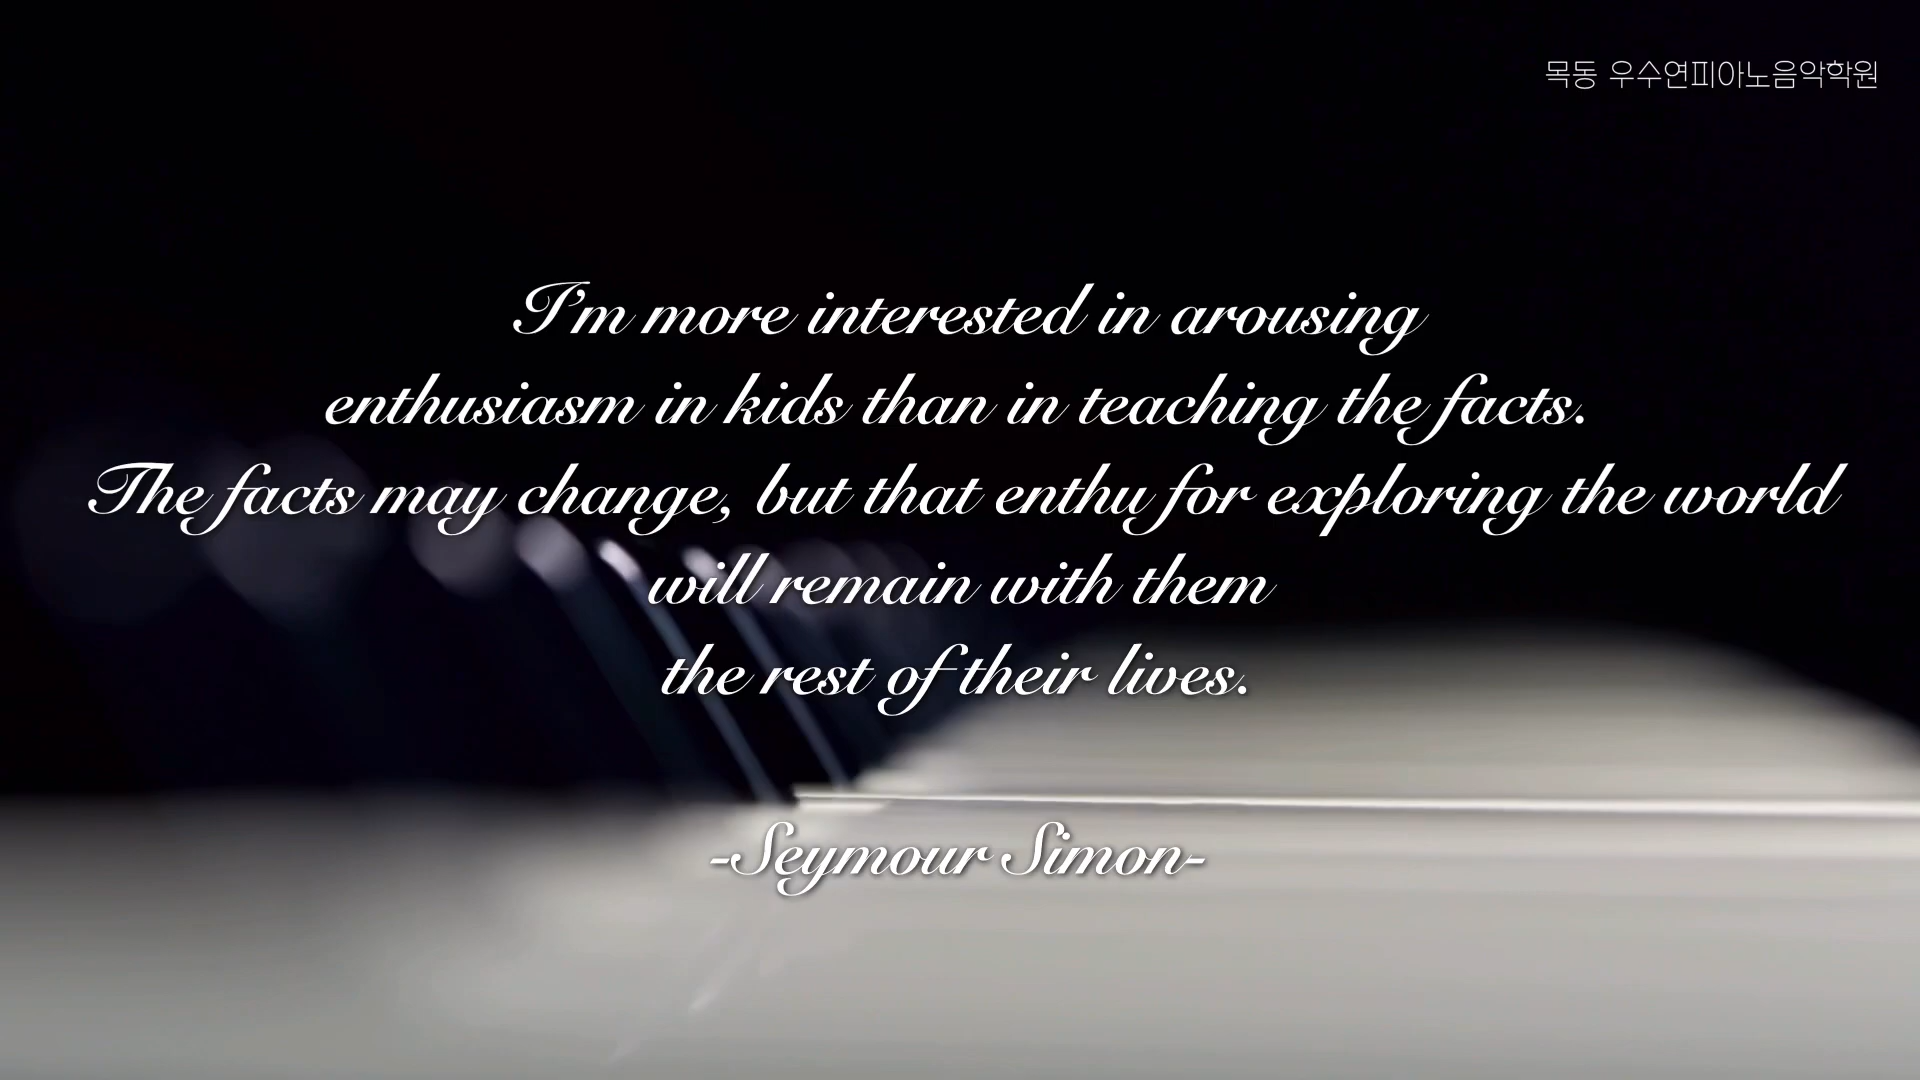 목동 우수연피아노음악학원
I'm more interested in arousing
enthusiasm in kids than in teaching the facts.
The facts may change, but that enthu for exploring the world
will remain with them
the rest of their lives.
-Seymour Simon-